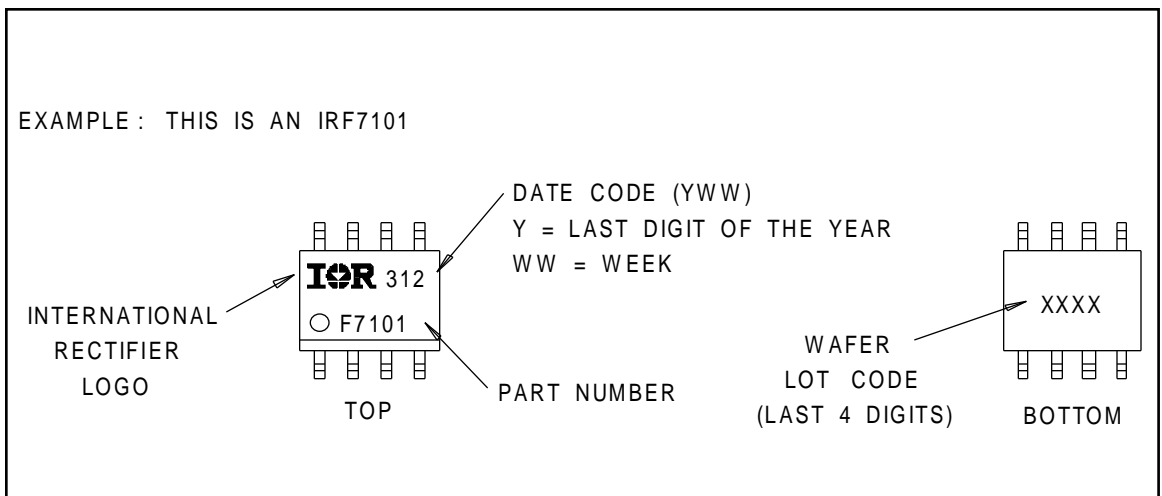 EXAMPLE : THIS IS AN IRF7101
DATE CODE (YWW)
Y = LAST DIGIT OF THE YEAR
WW = WEEK
IOR 312
F7101
INTERNATIONAL
RECTIFIER
LOGO
TOP
PART NUMBER
XXXX
WAFER
LOT CODE
(LAST 4 DIGITS)
BOTTOM